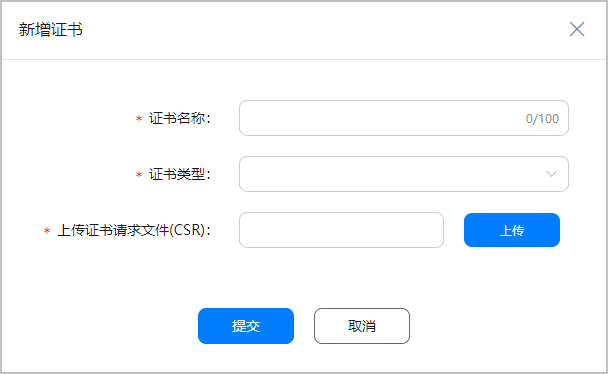 新增证书
* 证书名称：
0/100
* 证书类型：
* 上传证书请求文件(CSR)：
上传
提交
取消